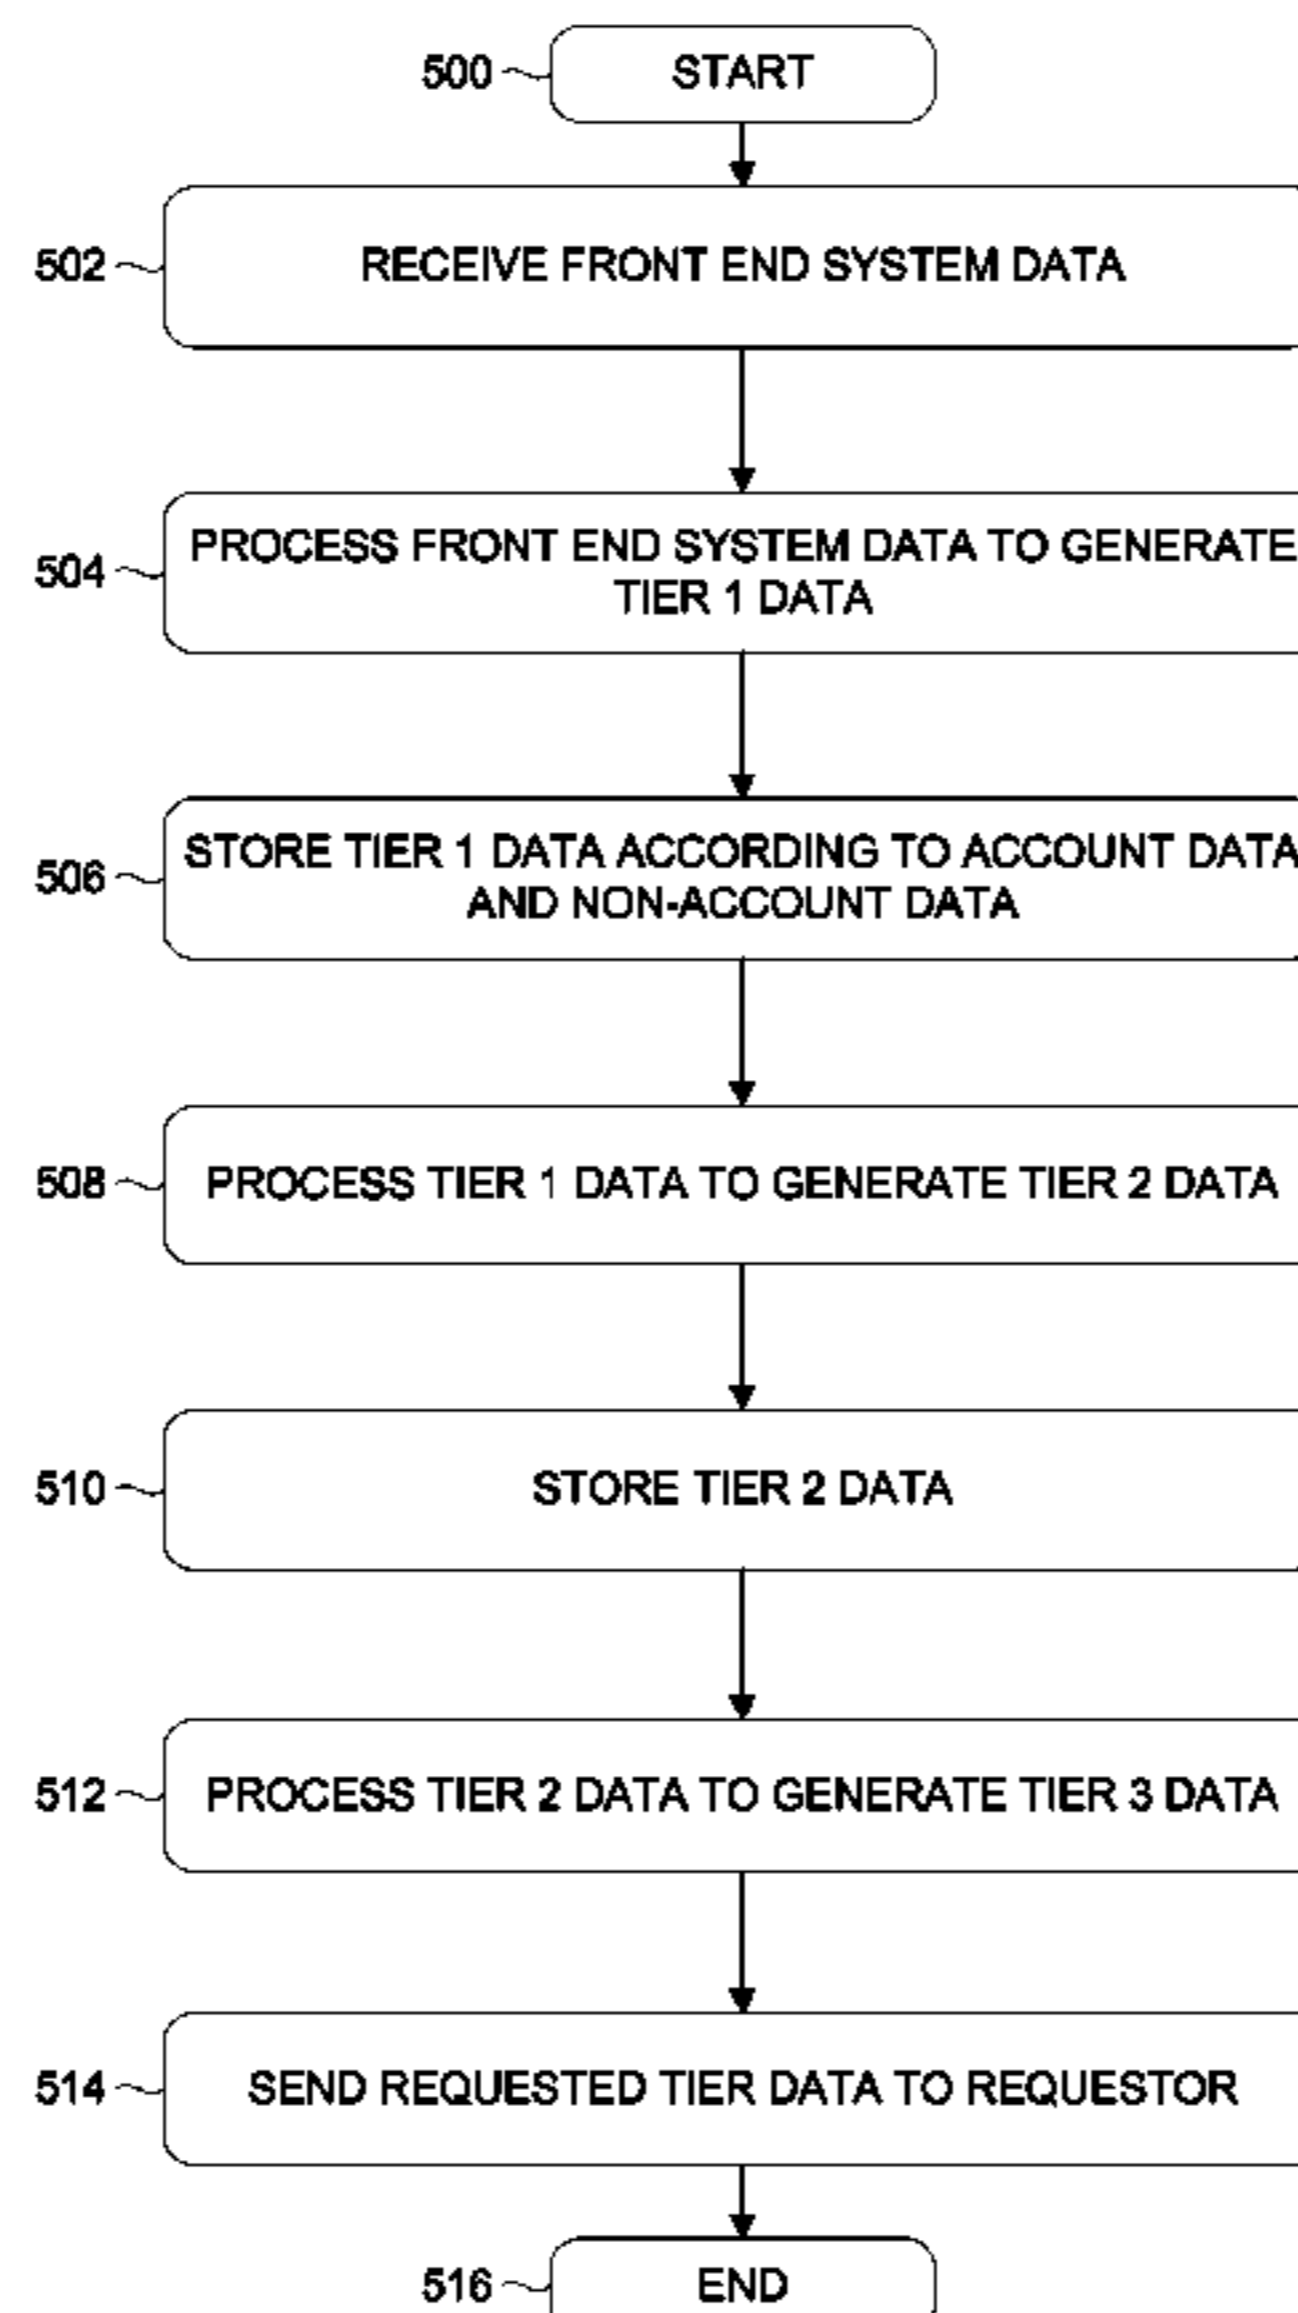 500 START
502 RECEIVE FRONT END SYSTEM DATA
504 PROCESS FRONT END SYSTEM DATA TO GENERATE
TIER 1 DATA
506 STORE TIER 1 DATA ACCORDING TO ACCOUNT DATA
AND NON-ACCOUNT DATA
508 PROCESS TIER 1 DATA TO GENERATE TIER 2 DATA
510 STORE TIER 2 DATA
512 PROCESS TIER 2 DATA TO GENERATE TIER 3 DATA
514 SEND REQUESTED TIER DATA TO REQUESTOR
516 END